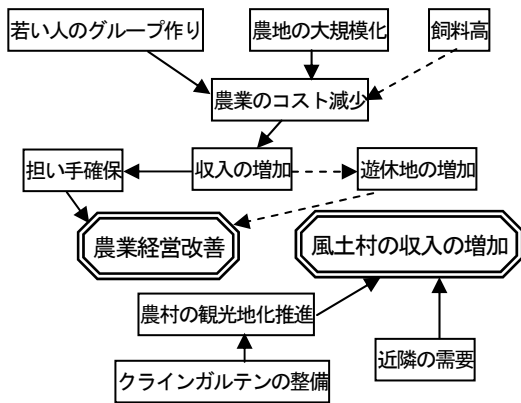 若い人のグループ作り
農地の大規模化
飼料高
農業のコスト減少
担い手確保
収入の増加
遊休地の増加
農業経営改善
風土村の収入の増加
農村の観光地化推進
近隣の需要
クラインガルテンの整備